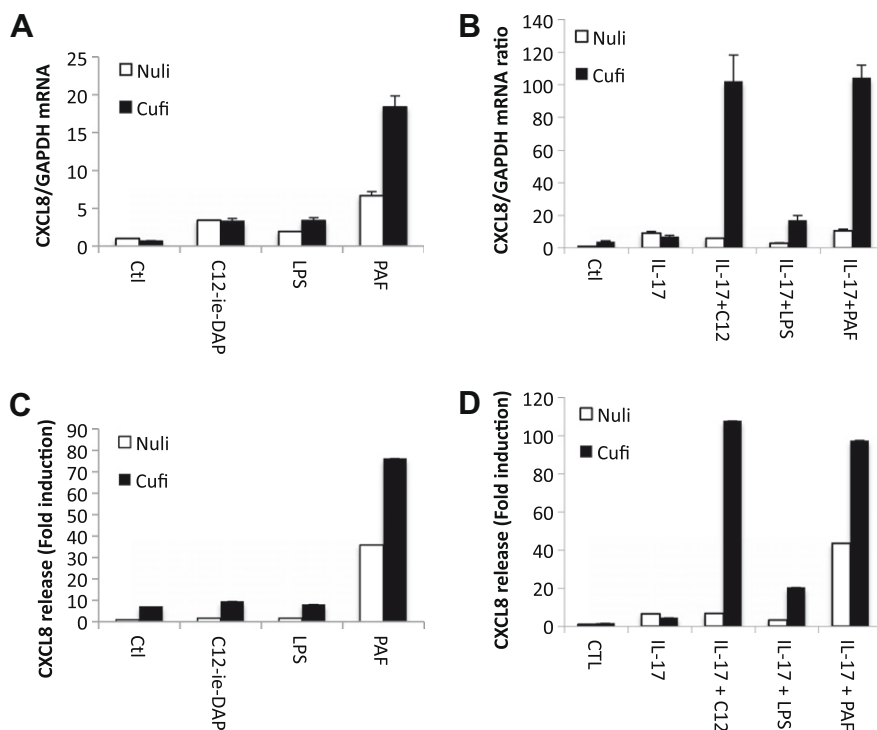 A
CXCL8/GAPDH mRNA
25
20
15
10
5
0
Nuli
Cufi
Ctl
C12-ie-DAP
LPS
PAF
B
CXCL8/GAPDH mRNA ratio
140
120
100
80
60
40
20
0
Nuli
Cufi
Ctl
IL-17
IL-17+C12
IL-17+LPS
IL-17+PAF
C
CXCL8 release (Fold induction)
90
80
70
60
50
40
30
20
10
0
Nuli
Cufi
Ctl
C12-ie-DAP
LPS
PAF
D
CXCL8 release (Fold induction)
120
100
80
60
40
20
0
Nuli
Cufi
CTL
IL-17
IL-17 + C12
IL-17 + LPS
IL-17 + PAF